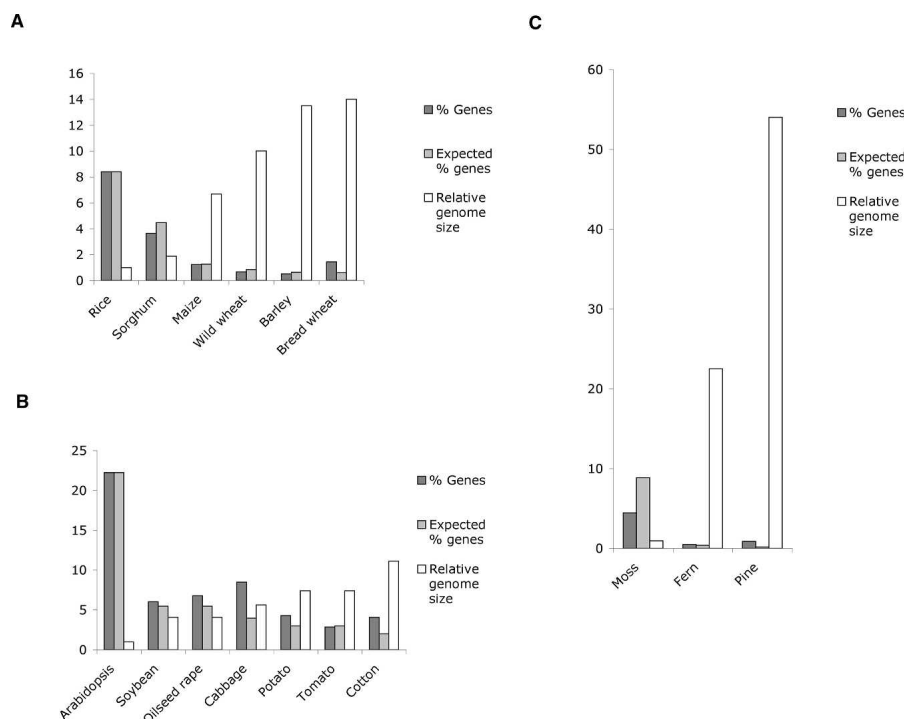 A
16
14
12
10
8
6
4
2
0
Rice
Sorghum
Maize
Wild wheat
Barley
Bread wheat
% Genes
Expected
% genes
Relative
genome
size
B
25
20
15
10
5
0
Arabidopsis
Soybean
Oilseed rape
Cabbage
Potato
Tomato
Cotton
% Genes
Expected
% genes
Relative
genome
size
C
60
50
40
30
20
10
0
Moss
Fern
Pine
% Genes
Expected
% genes
Relative
genome
size